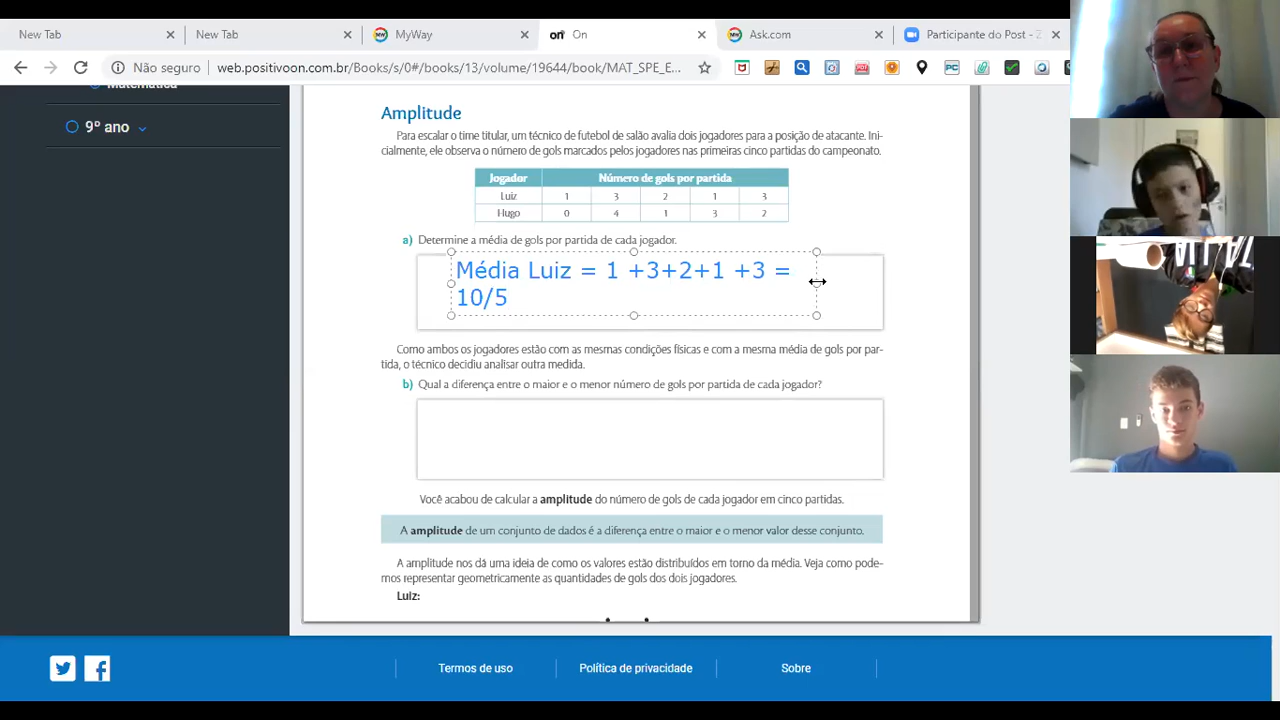 New Tab
New Tab
MyWay
on On
Ask.com
Participante do Post - Z
Não seguro
web.positivoon.com.br/Books/s/0#/books/13/volume/19644/book/MAT_SPE_E...
Matemática
9º ano
Amplitude
Para escalar o time titular, um técnico de futebol de salão avalia dois jogadores para a posição de atacante. Ini-
cialmente, ele observa o número de gols marcados pelos jogadores nas primeiras cinco partidas do campeonato.
Jogador Número de gols por partida
Luiz 1 3 2 1 3
Hugo 0 4 1 3 2
a) Determine a média de gols por partida de cada jogador.
Média Luiz = 1 +3+2+1 +3 =
10/5
Como ambos os jogadores estão com as mesmas condições físicas e com a mesma média de gols por par-
tida, o técnico decidiu analisar outra medida.
b) Qual a diferença entre o maior e o menor número de gols por partida de cada jogador?
Você acabou de calcular a amplitude do número de gols de cada jogador em cinco partidas.
A amplitude de um conjunto de dados é a diferença entre o maior e o menor valor desse conjunto.
A amplitude nos dá uma ideia de como os valores estão distribuídos em torno da média. Veja como pode-
mos representar geometricamente as quantidades de gols dos dois jogadores.
Luiz:
Termos de uso
Política de privacidade
Sobre